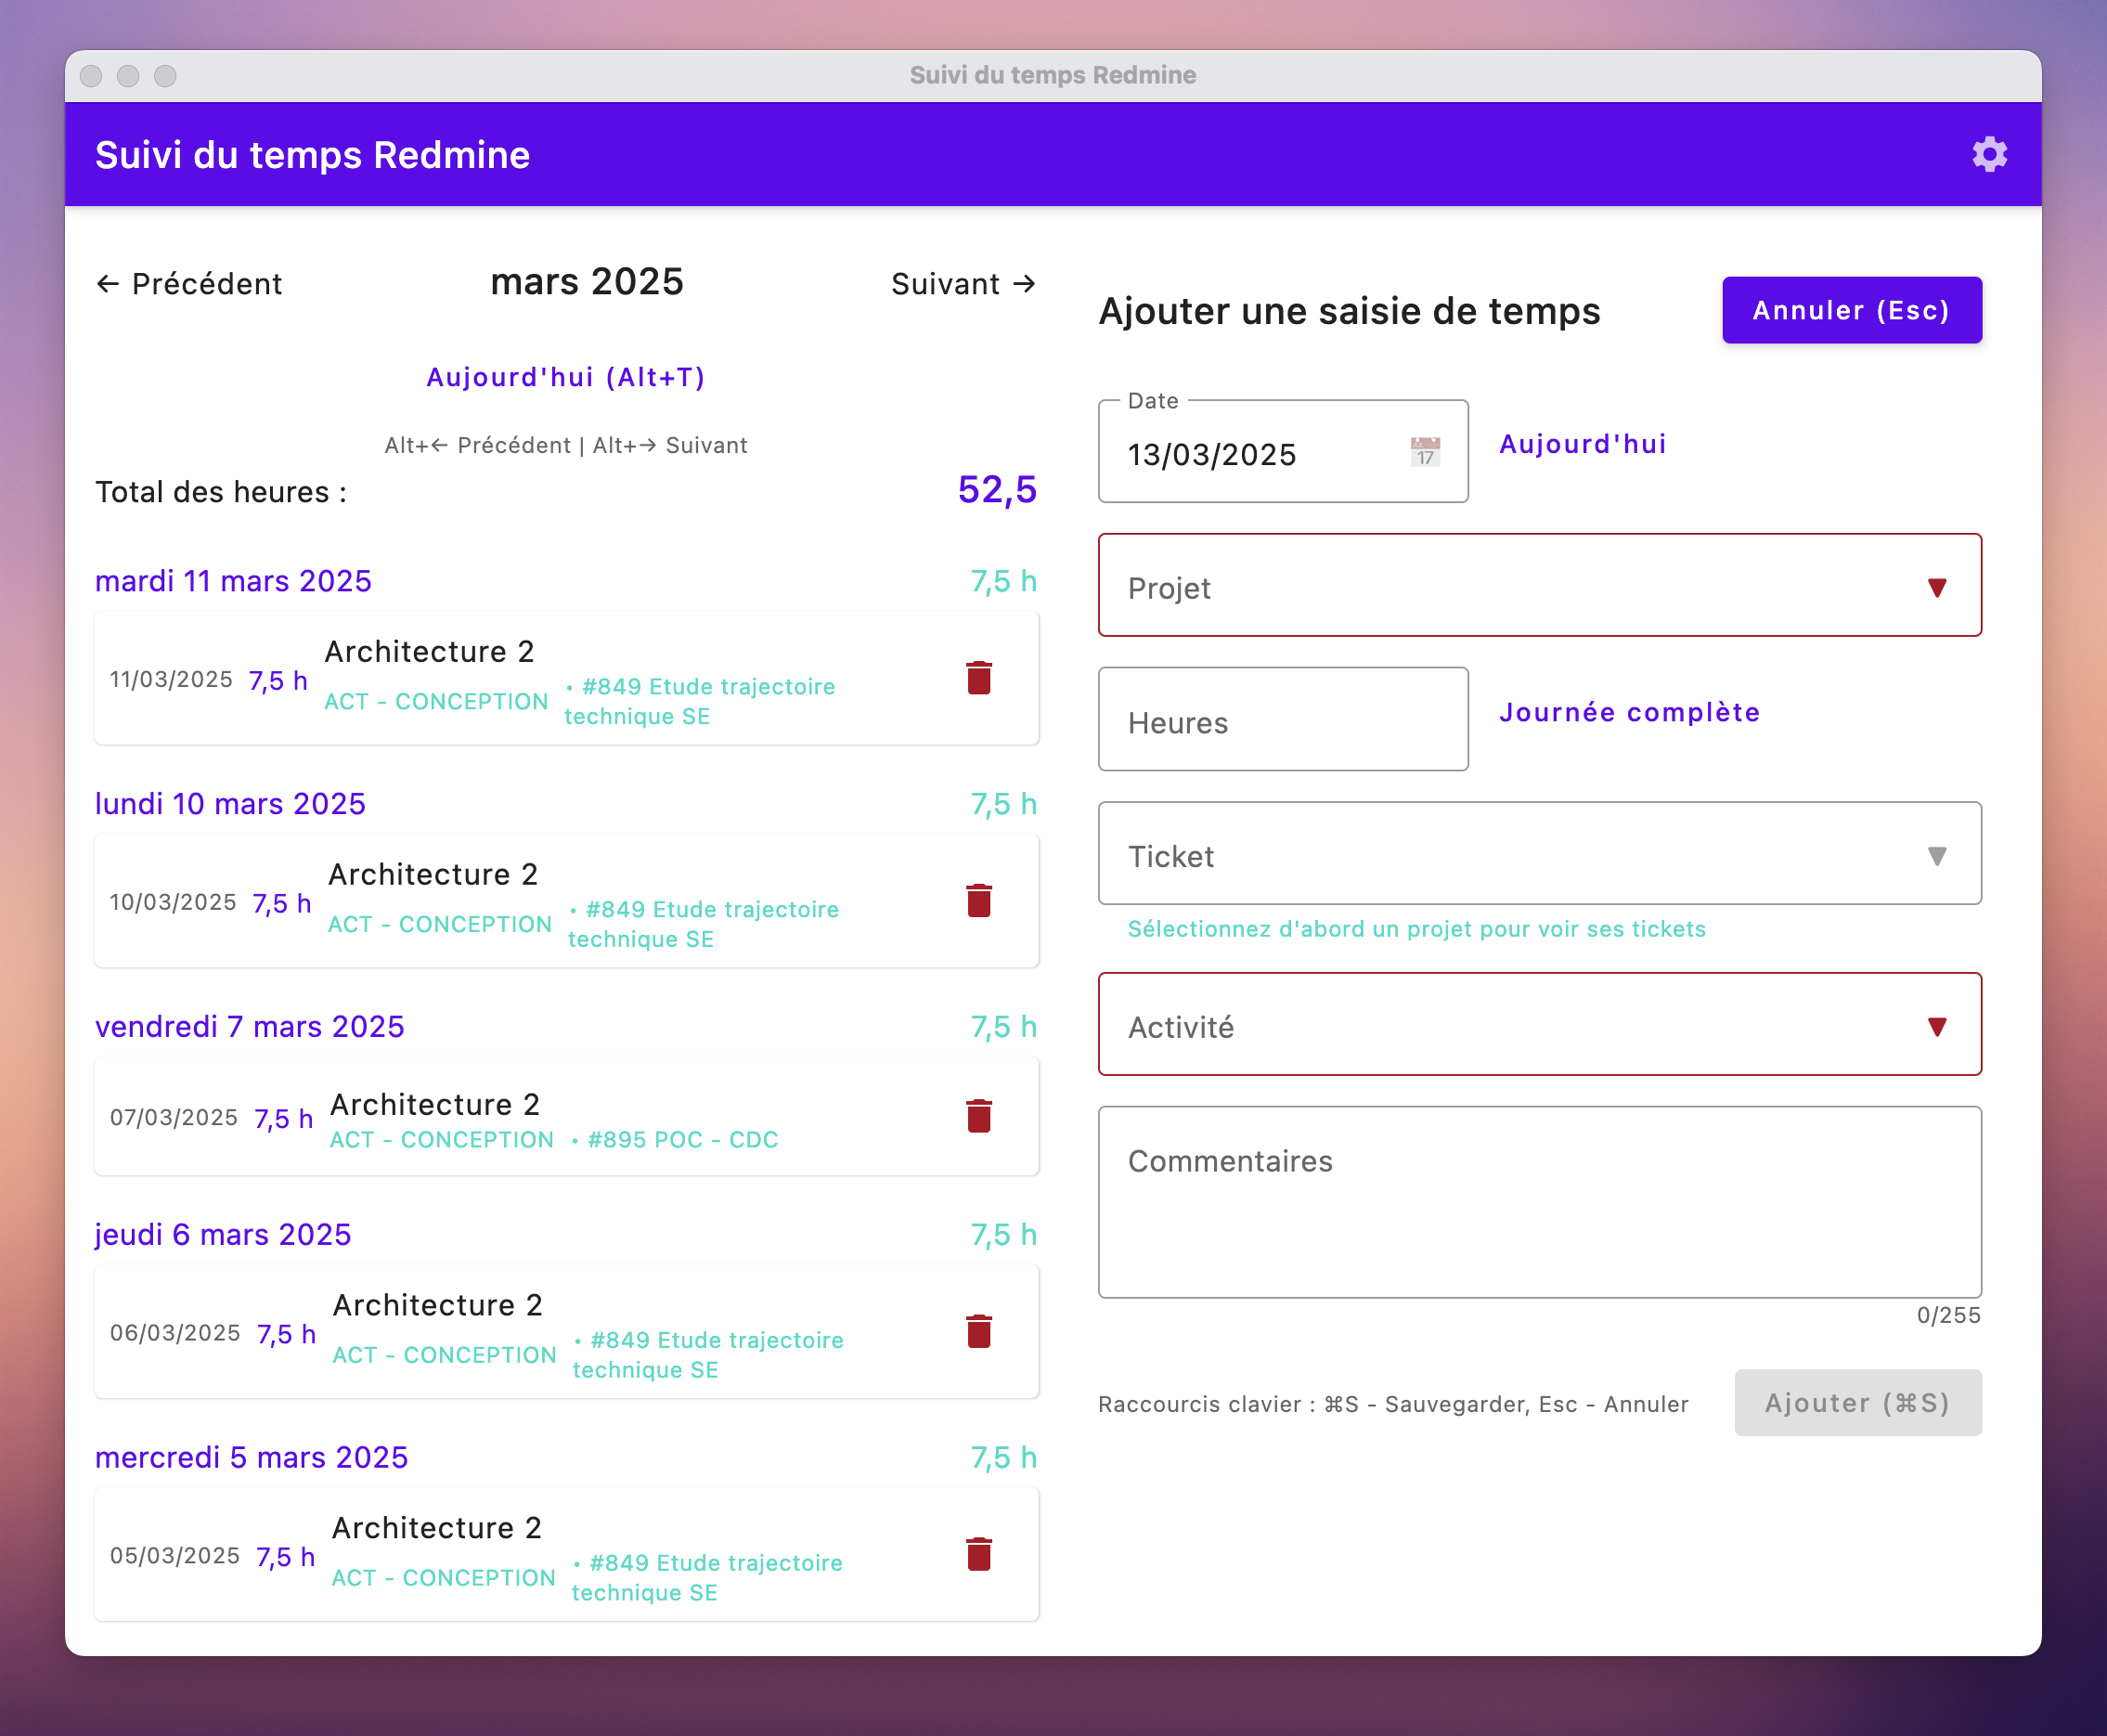 Suivi du temps Redmine
Suivi du temps Redmine
← Précédent
mars 2025
Suivant →
Aujourd'hui (Alt+T)
Alt+← Précédent | Alt+→ Suivant
Total des heures :
52,5
mardi 11 mars 2025
7,5 h
11/03/2025
7,5 h
Architecture 2
ACT - CONCEPTION
• #849 Etude trajectoire
technique SE
lundi 10 mars 2025
7,5 h
10/03/2025
7,5 h
Architecture 2
ACT - CONCEPTION
• #849 Etude trajectoire
technique SE
vendredi 7 mars 2025
7,5 h
07/03/2025
7,5 h
Architecture 2
ACT - CONCEPTION
• #895 POC - CDC
jeudi 6 mars 2025
7,5 h
06/03/2025
7,5 h
Architecture 2
ACT - CONCEPTION
• #849 Etude trajectoire
technique SE
mercredi 5 mars 2025
7,5 h
05/03/2025
7,5 h
Architecture 2
ACT - CONCEPTION
• #849 Etude trajectoire
technique SE
Ajouter une saisie de temps
Annuler (Esc)
Date
13/03/2025
17
Aujourd'hui
Projet
Heures
Journée complète
Ticket
Sélectionnez d'abord un projet pour voir ses tickets
Activité
Commentaires
0/255
Raccourcis clavier : ⌘S - Sauvegarder, Esc - Annuler
Ajouter (⌘S)